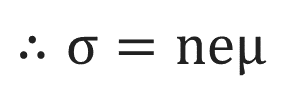 ∴ σ = neμ